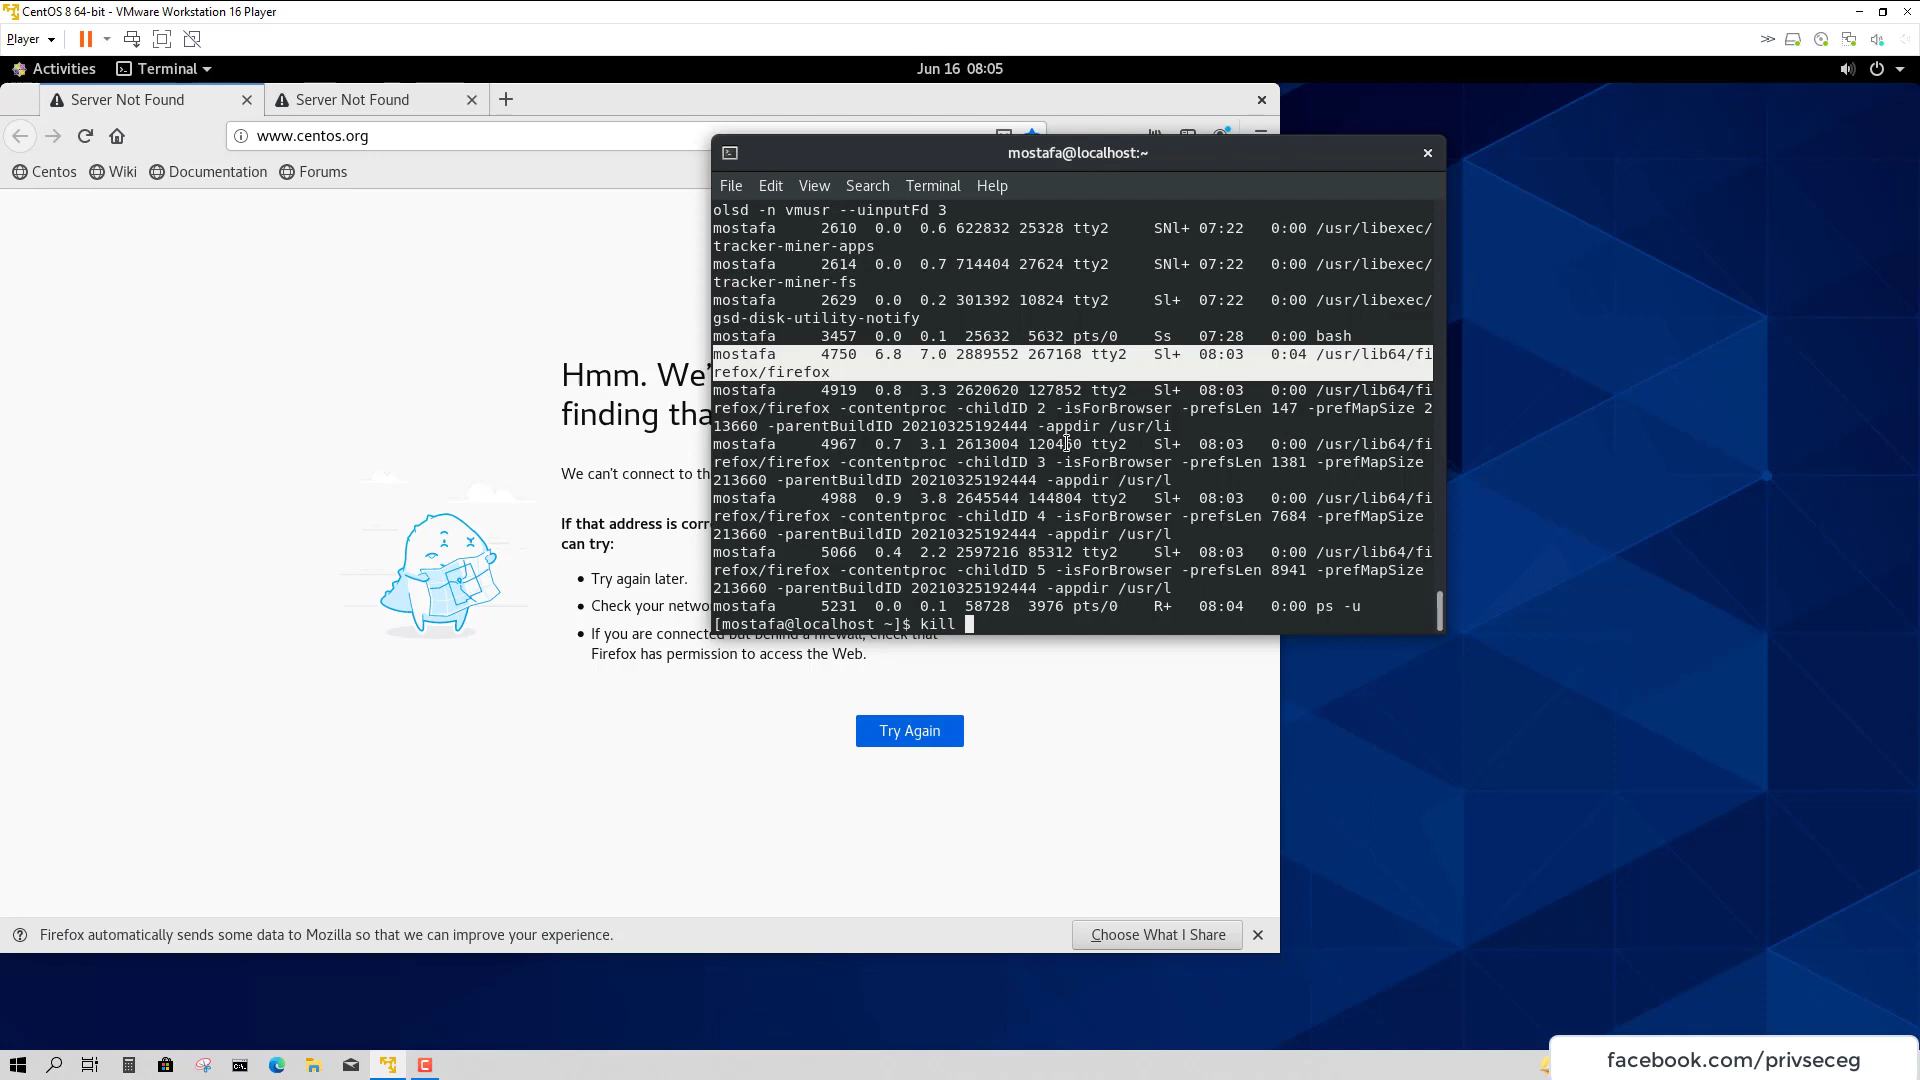 CentOS 8 64-bit - VMware Workstation 16 Player
Player
Activities
Terminal
Jun 16 08:05
Server Not Found
Server Not Found
www.centos.org
Centos
Wiki
Documentation
Forums
Hmm. We'
finding tha
We can't connect to th
If that address is corr
can try:
Try again later.
Check your netwo
If you are connected but behind a firewall, check that
Firefox has permission to access the Web.
Try Again
Firefox automatically sends some data to Mozilla so that we can improve your experience.
Choose What I Share
mostafa@localhost:~
File Edit View Search Terminal Help
olsd -n vmusr --uinputFd 3
mostafa 2610 0.0 0.6 622832 25328 tty2 SNl+ 07:22 0:00 /usr/libexec/
tracker-miner-apps
mostafa 2614 0.0 0.7 714404 27624 tty2 SNl+ 07:22 0:00 /usr/libexec/
tracker-miner-fs
mostafa 2629 0.0 0.2 301392 10824 tty2 Sl+ 07:22 0:00 /usr/libexec/
gsd-disk-utility-notify
mostafa 3457 0.0 0.1 25632 5632 pts/0 Ss 07:28 0:00 bash
mostafa 4750 6.8 7.0 2889552 267168 tty2 Sl+ 08:03 0:04 /usr/lib64/fi
refox/firefox
mostafa 4919 0.8 3.3 2620620 127852 tty2 Sl+ 08:03 0:00 /usr/lib64/fi
refox/firefox -contentproc -childID 2 -isForBrowser -prefsLen 147 -prefMapSize 2
13660 -parentBuildID 20210325192444 -appdir /usr/li
mostafa 4967 0.7 3.1 2613004 tty2 Sl+ 08:03 0:00 /usr/lib64/fi
refox/firefox -contentproc -childID 3 -isForBrowser -prefsLen 1381 -prefMapSize
213660 -parentBuildID 20210325192444 -appdir /usr/l
mostafa 4988 0.9 3.8 2645544 144804 tty2 Sl+ 08:03 0:00 /usr/lib64/fi
refox/firefox -contentproc -childID 4 -isForBrowser -prefsLen 7684 -prefMapSize
213660 -parentBuildID 20210325192444 -appdir /usr/l
mostafa 5066 0.4 2.2 2597216 85312 tty2 Sl+ 08:03 0:00 /usr/lib64/fi
refox/firefox -contentproc -childID 5 -isForBrowser -prefsLen 8941 -prefMapSize
213660 -parentBuildID 20210325192444 -appdir /usr/l
mostafa 5231 0.0 0.1 58728 3976 pts/0 R+ 08:04 0:00 ps -u
[mostafa@localhost ~]$ kill
facebook.com/privseceg